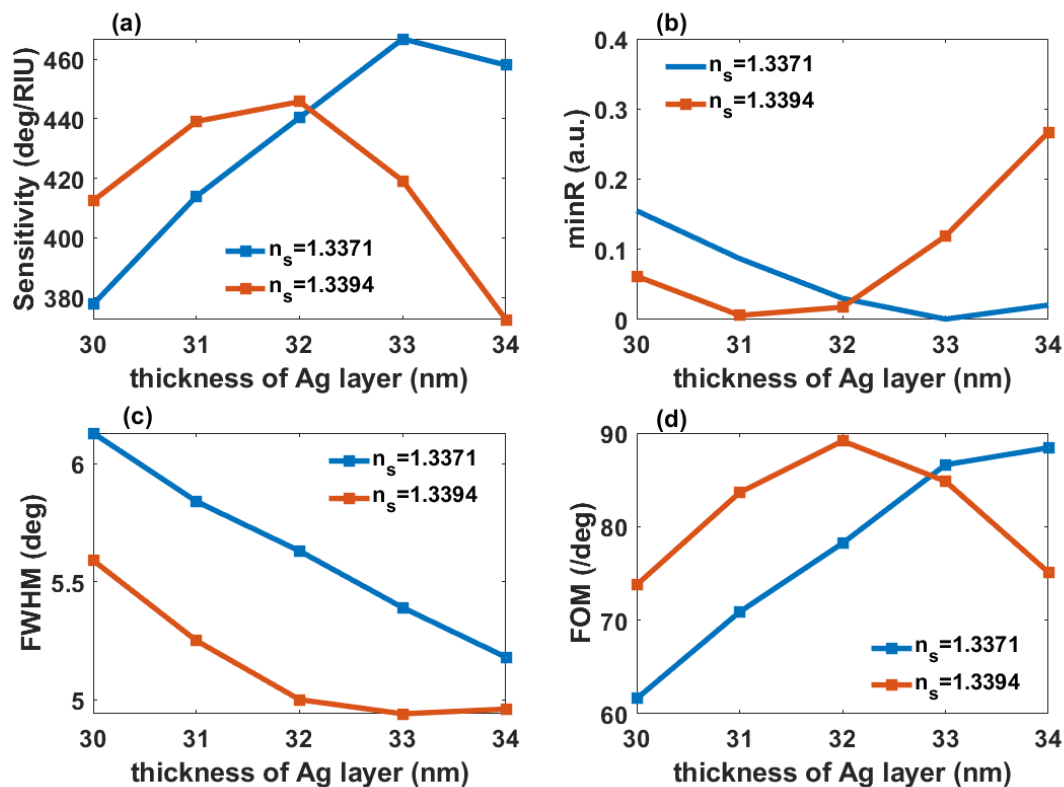 (a)
Sensitivity (deg/RIU)
460
440
420
400
380
n_s=1.3371
n_s=1.3394
30 31 32 33 34
thickness of Ag layer (nm)
(b)
minR (a.u.)
0.4
0.3
0.2
0.1
0
n_s=1.3371
n_s=1.3394
30 31 32 33 34
thickness of Ag layer (nm)
(c)
FWHM (deg)
6
5.5
5
n_s=1.3371
n_s=1.3394
30 31 32 33 34
thickness of Ag layer (nm)
(d)
FOM (/deg)
90
80
70
60
n_s=1.3371
n_s=1.3394
30 31 32 33 34
thickness of Ag layer (nm)